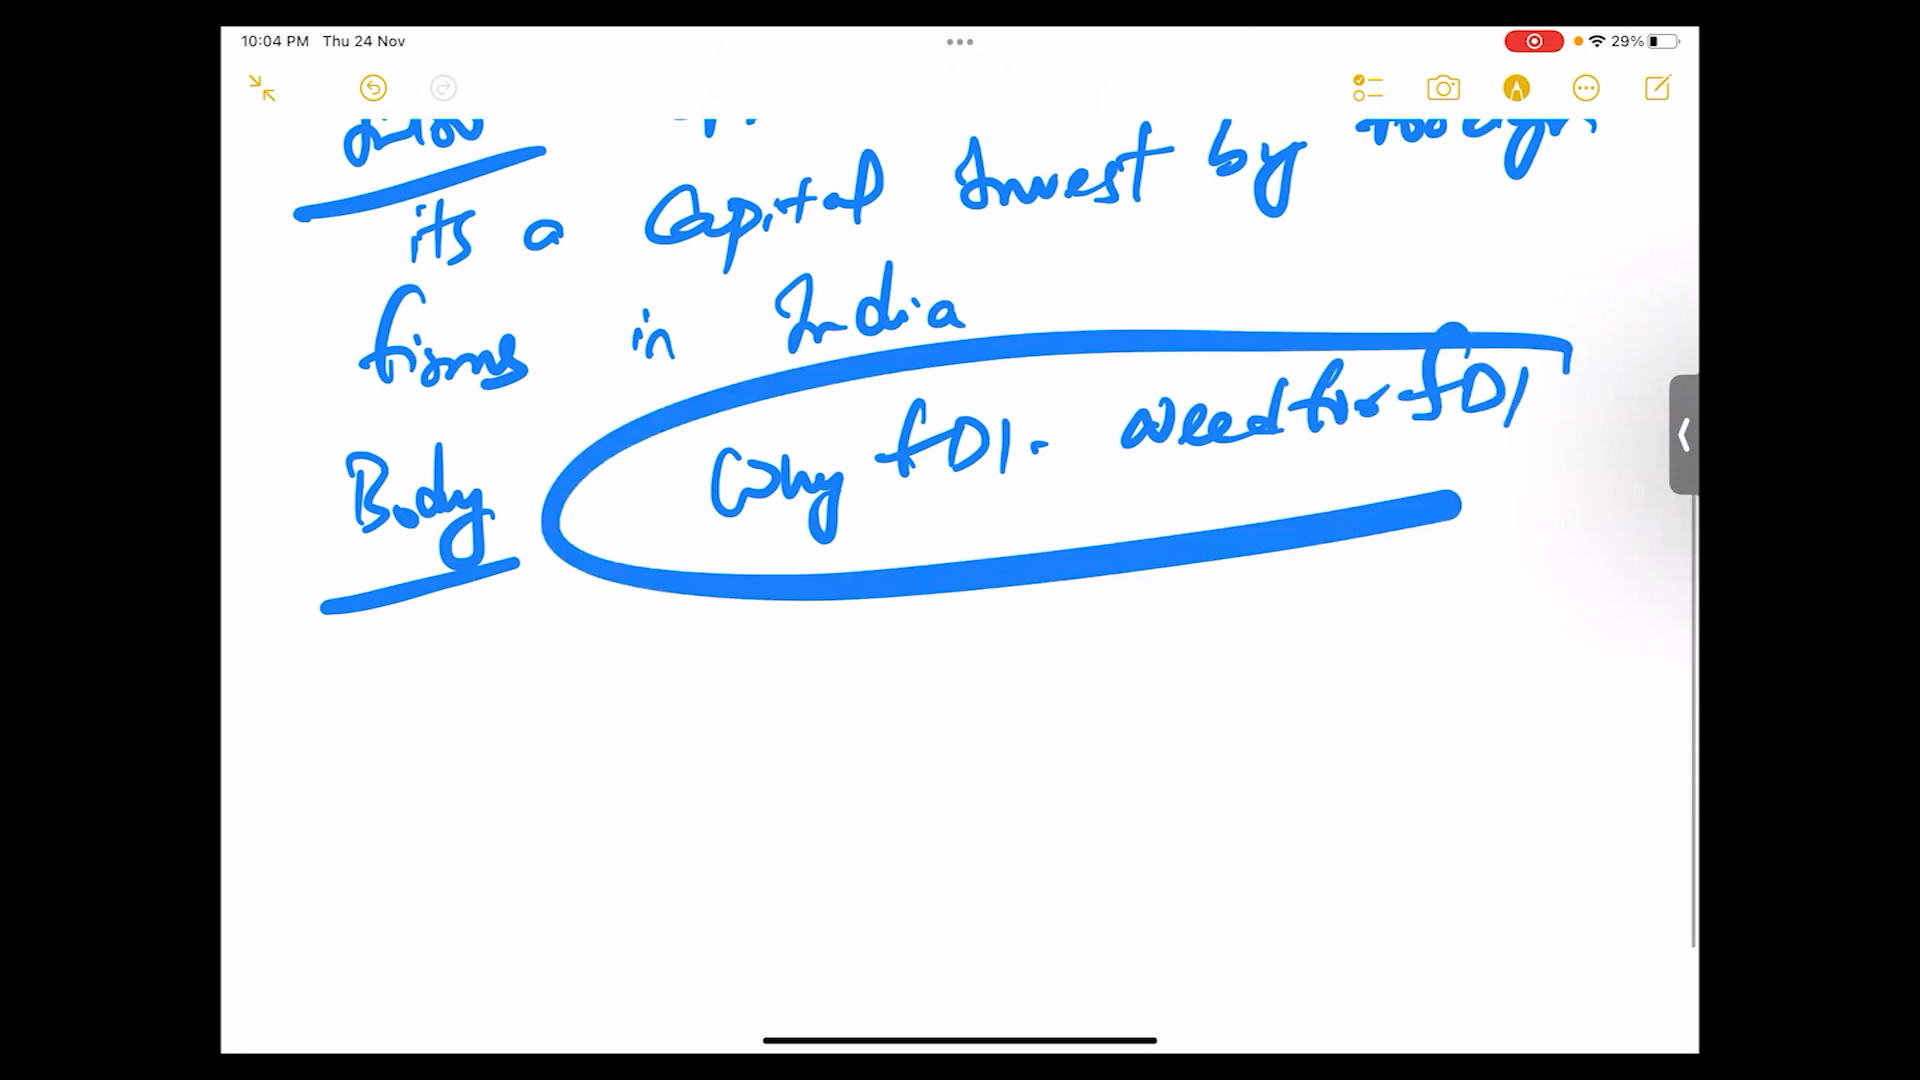 10:04 PM Thu 24 Nov
29%
its a Capital Invest by
firms in India
Body Why FDI. Need for FDI